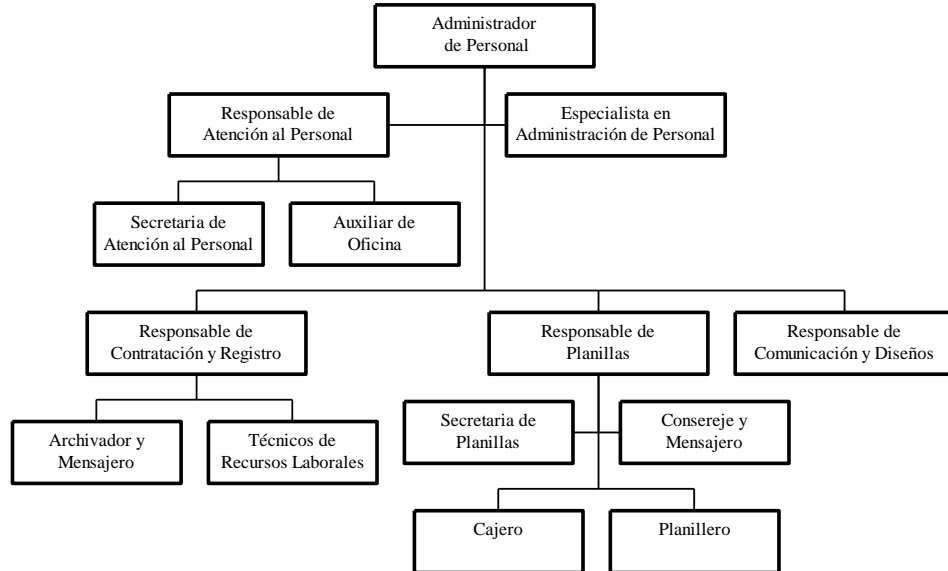 Administrador
de Personal
Responsable de
Atención al Personal
Especialista en
Administración de Personal
Secretaria de
Atención al Personal
Auxiliar de
Oficina
Responsable de
Contratación y Registro
Responsable de
Planillas
Responsable de
Comunicación y Diseños
Archivador y
Mensajero
Técnicos de
Recursos Laborales
Secretaria de
Planillas
Consereje y
Mensajero
Cajero
Planillero